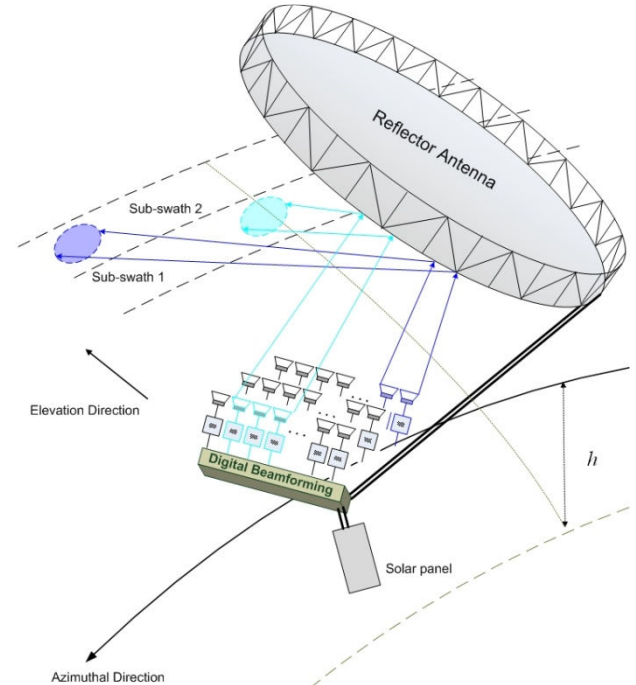 Reflector Antenna
Sub-swath 2
Sub-swath 1
Elevation Direction
Digital Beamforming
h
Solar panel
Azimuthal Direction